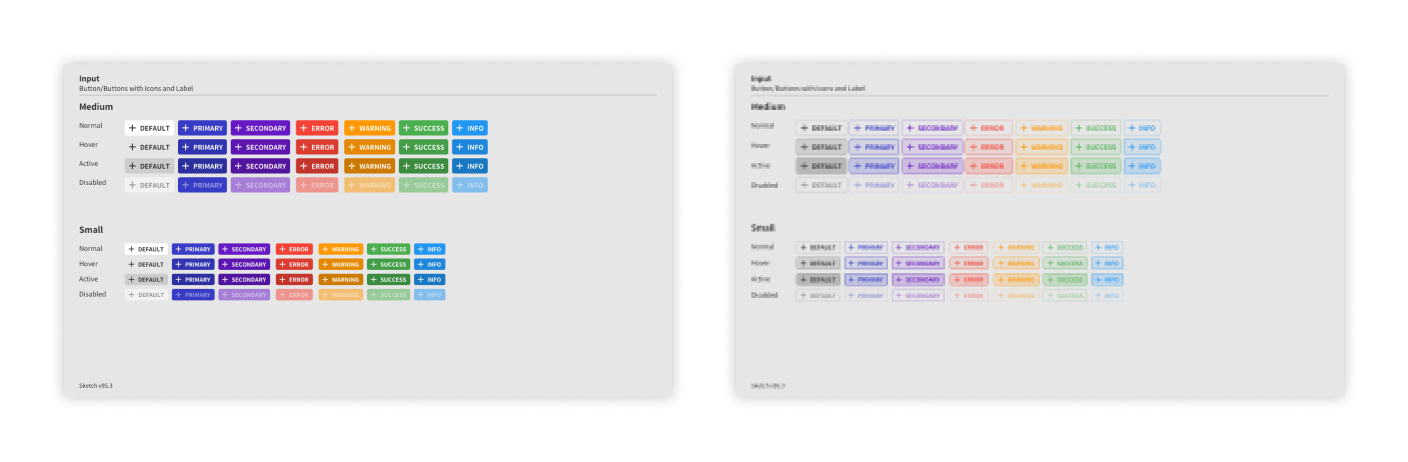 Input
Button/Buttons with Icons and Label
Medium
Normal + DEFAULT + PRIMARY + SECONDARY + ERROR + WARNING + SUCCESS + INFO
Hover + DEFAULT + PRIMARY + SECONDARY + ERROR + WARNING + SUCCESS + INFO
Active + DEFAULT + PRIMARY + SECONDARY + ERROR + WARNING + SUCCESS + INFO
Disabled + DEFAULT + PRIMARY + SECONDARY + ERROR + WARNING + SUCCESS + INFO
Small
Normal + DEFAULT + PRIMARY + SECONDARY + ERROR + WARNING + SUCCESS + INFO
Hover + DEFAULT + PRIMARY + SECONDARY + ERROR + WARNING + SUCCESS + INFO
Active + DEFAULT + PRIMARY + SECONDARY + ERROR + WARNING + SUCCESS + INFO
Disabled + DEFAULT + PRIMARY + SECONDARY + ERROR + WARNING + SUCCESS + INFO
Sketch v95.3
Input
Button/Buttons with Icons and Label
Medium
Normal + DEFAULT + PRIMARY + SECONDARY + ERROR + WARNING + SUCCESS + INFO
Hover + DEFAULT + PRIMARY + SECONDARY + ERROR + WARNING + SUCCESS + INFO
Active + DEFAULT + PRIMARY + SECONDARY + ERROR + WARNING + SUCCESS + INFO
Disabled + DEFAULT + PRIMARY + SECONDARY + ERROR + WARNING + SUCCESS + INFO
Small
Normal + DEFAULT + PRIMARY + SECONDARY + ERROR + WARNING + SUCCESS + INFO
Hover + DEFAULT + PRIMARY + SECONDARY + ERROR + WARNING + SUCCESS + INFO
Active + DEFAULT + PRIMARY + SECONDARY + ERROR + WARNING + SUCCESS + INFO
Disabled + DEFAULT + PRIMARY + SECONDARY + ERROR + WARNING + SUCCESS + INFO